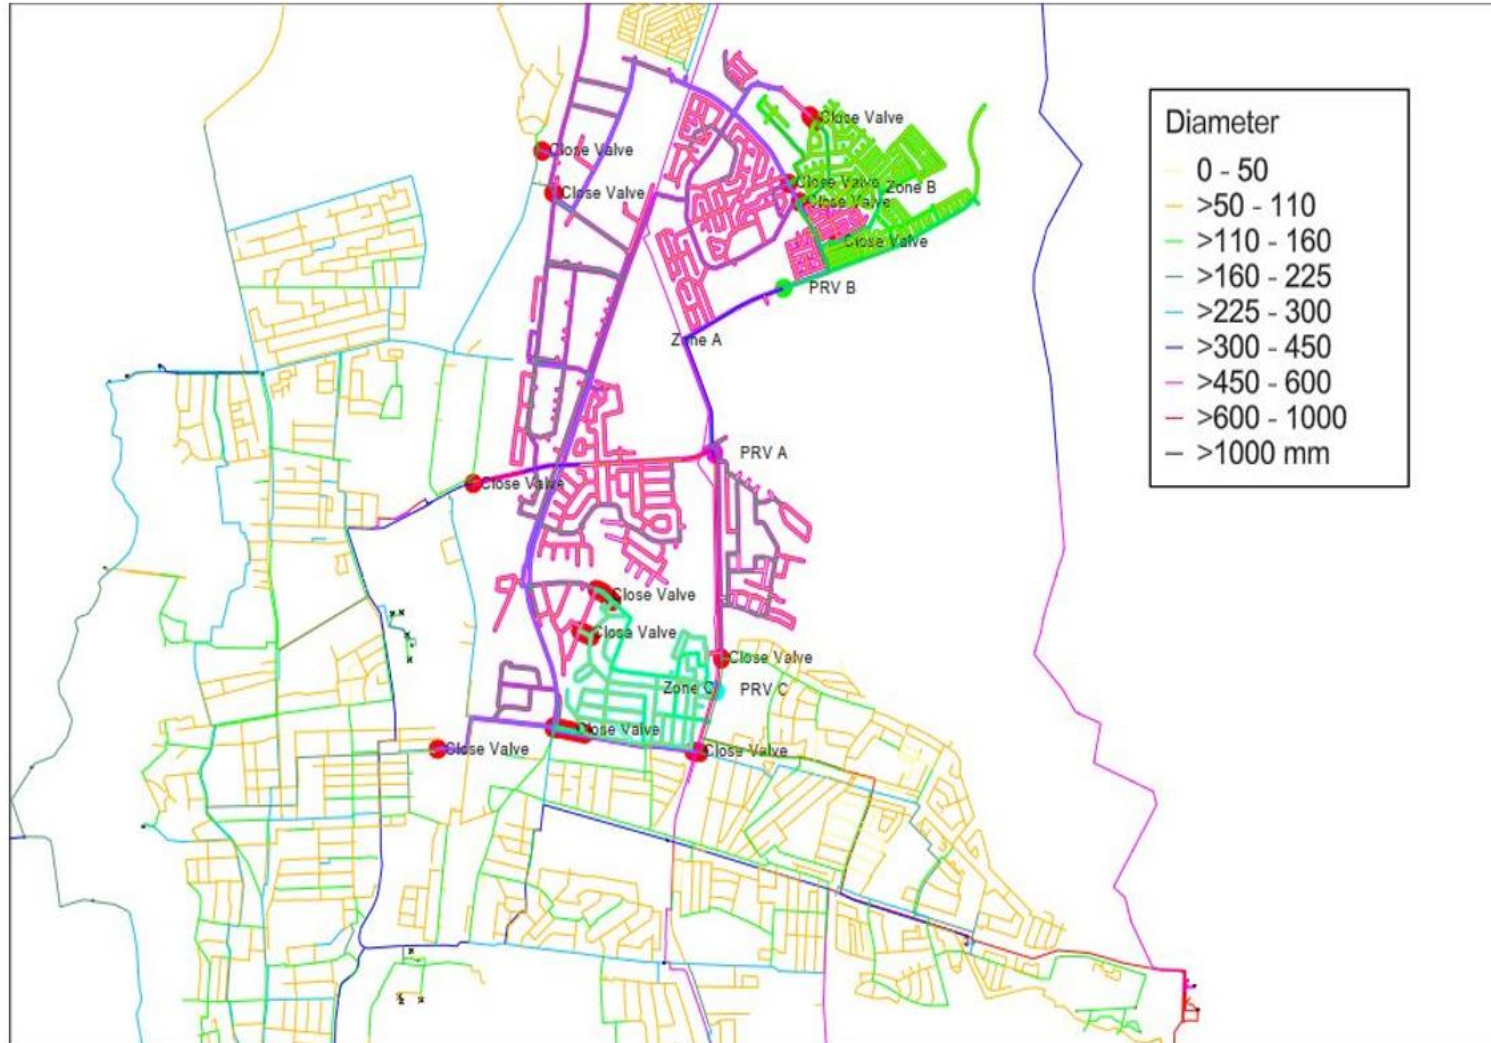 Close Valve
Close Valve
Close Valve
Close Valve
Zone B
Close Valve
Close Valve
PRV B
Zone A
PRV A
Close Valve
Close Valve
Close Valve
Close Valve
Zone C
PRV C
Close Valve
Close Valve
Close Valve
Diameter
0 - 50
>50 - 110
>110 - 160
>160 - 225
>225 - 300
>300 - 450
>450 - 600
>600 - 1000
>1000 mm